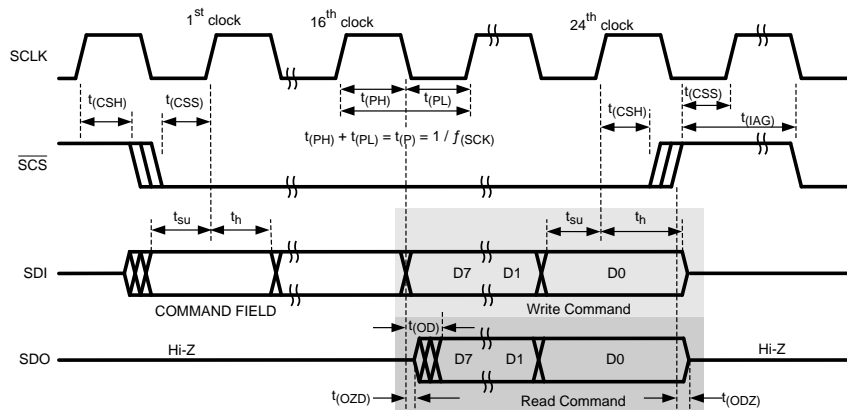 1st clock 16th clock 24th clock
SCLK
t(CSH) t(CSS) t(PH) t(PL) t(CSH) t(CSS) t(IAG)
t(PH) + t(PL) = t(P) = 1 / f(SCK)
SCS
tsu th tsu th
SDI D7 D1 D0
COMMAND FIELD Write Command
t(OD)
SDO Hi-Z D7 D1 D0 Hi-Z
t(OZD) Read Command t(ODZ)